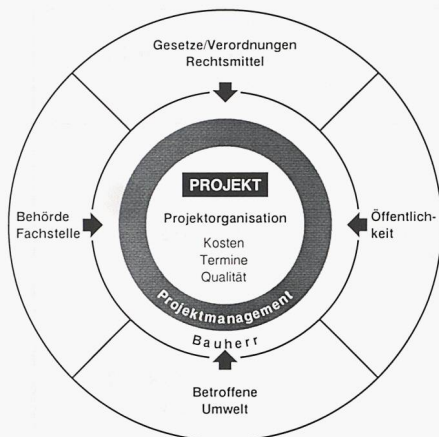 Gesetze/Verordnungen
Rechtsmittel
PROJEKT
Projektorganisation
Kosten
Termine
Qualität
Behörde
Fachstelle
Öffentlich-
keit
Projektmanagement
Bauherr
Betroffene
Umwelt